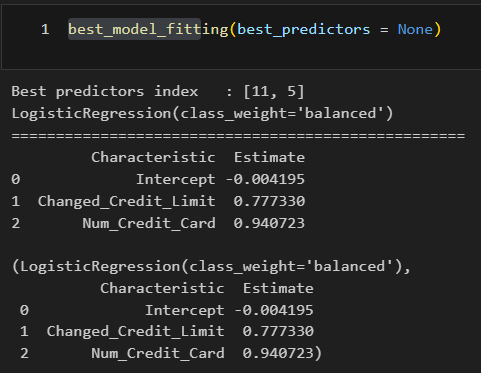 1 best_model_fitting(best_predictors = None)
Best predictors index   : [11, 5]
LogisticRegression(class_weight='balanced')
=====================================================
         Characteristic  Estimate
0             Intercept -0.004195
1  Changed_Credit_Limit  0.777330
2       Num_Credit_Card  0.940723
(LogisticRegression(class_weight='balanced'),
          Characteristic  Estimate
 0             Intercept -0.004195
 1  Changed_Credit_Limit  0.777330
 2       Num_Credit_Card  0.940723)